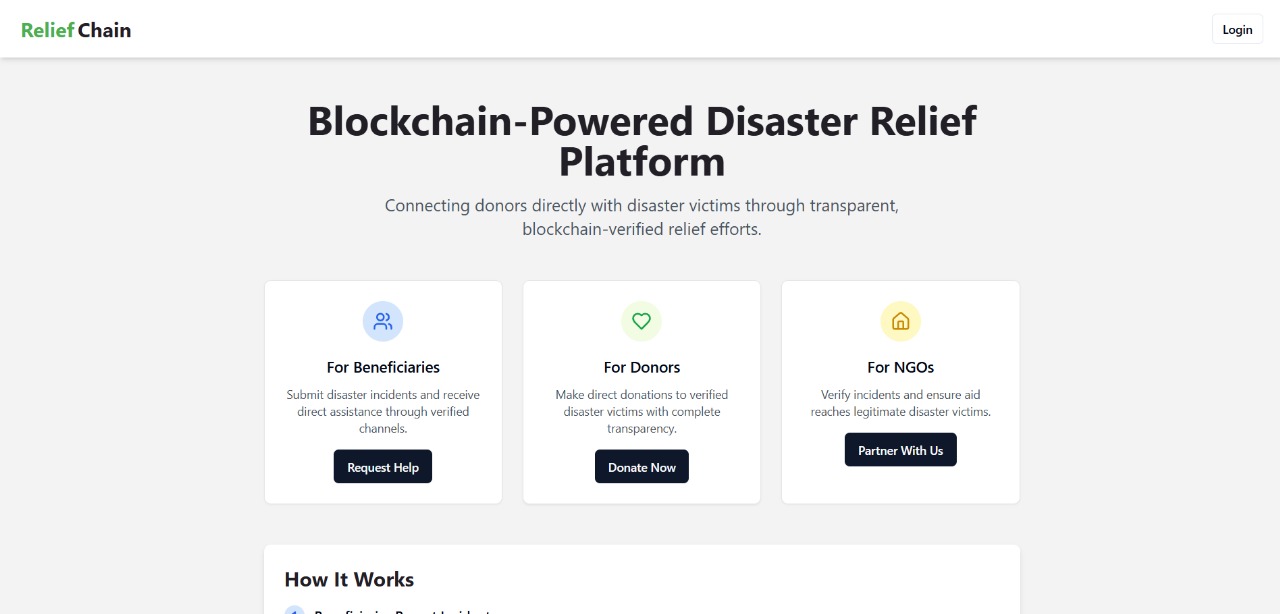 Relief Chain
Login
Blockchain-Powered Disaster Relief
Platform
Connecting donors directly with disaster victims through transparent,
blockchain-verified relief efforts.
For Beneficiaries
Submit disaster incidents and receive
direct assistance through verified
channels.
Request Help
For Donors
Make direct donations to verified
disaster victims with complete
transparency.
Donate Now
For NGOs
Verify incidents and ensure aid
reaches legitimate disaster victims.
Partner With Us
How It Works